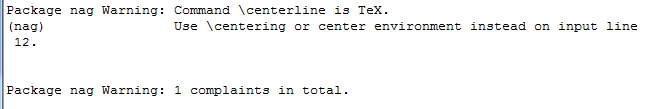 Package nag Warning: Command \centerline is TeX.
(nag)                Use \centering or center environment instead on input line
 12.
Package nag Warning: 1 complaints in total.